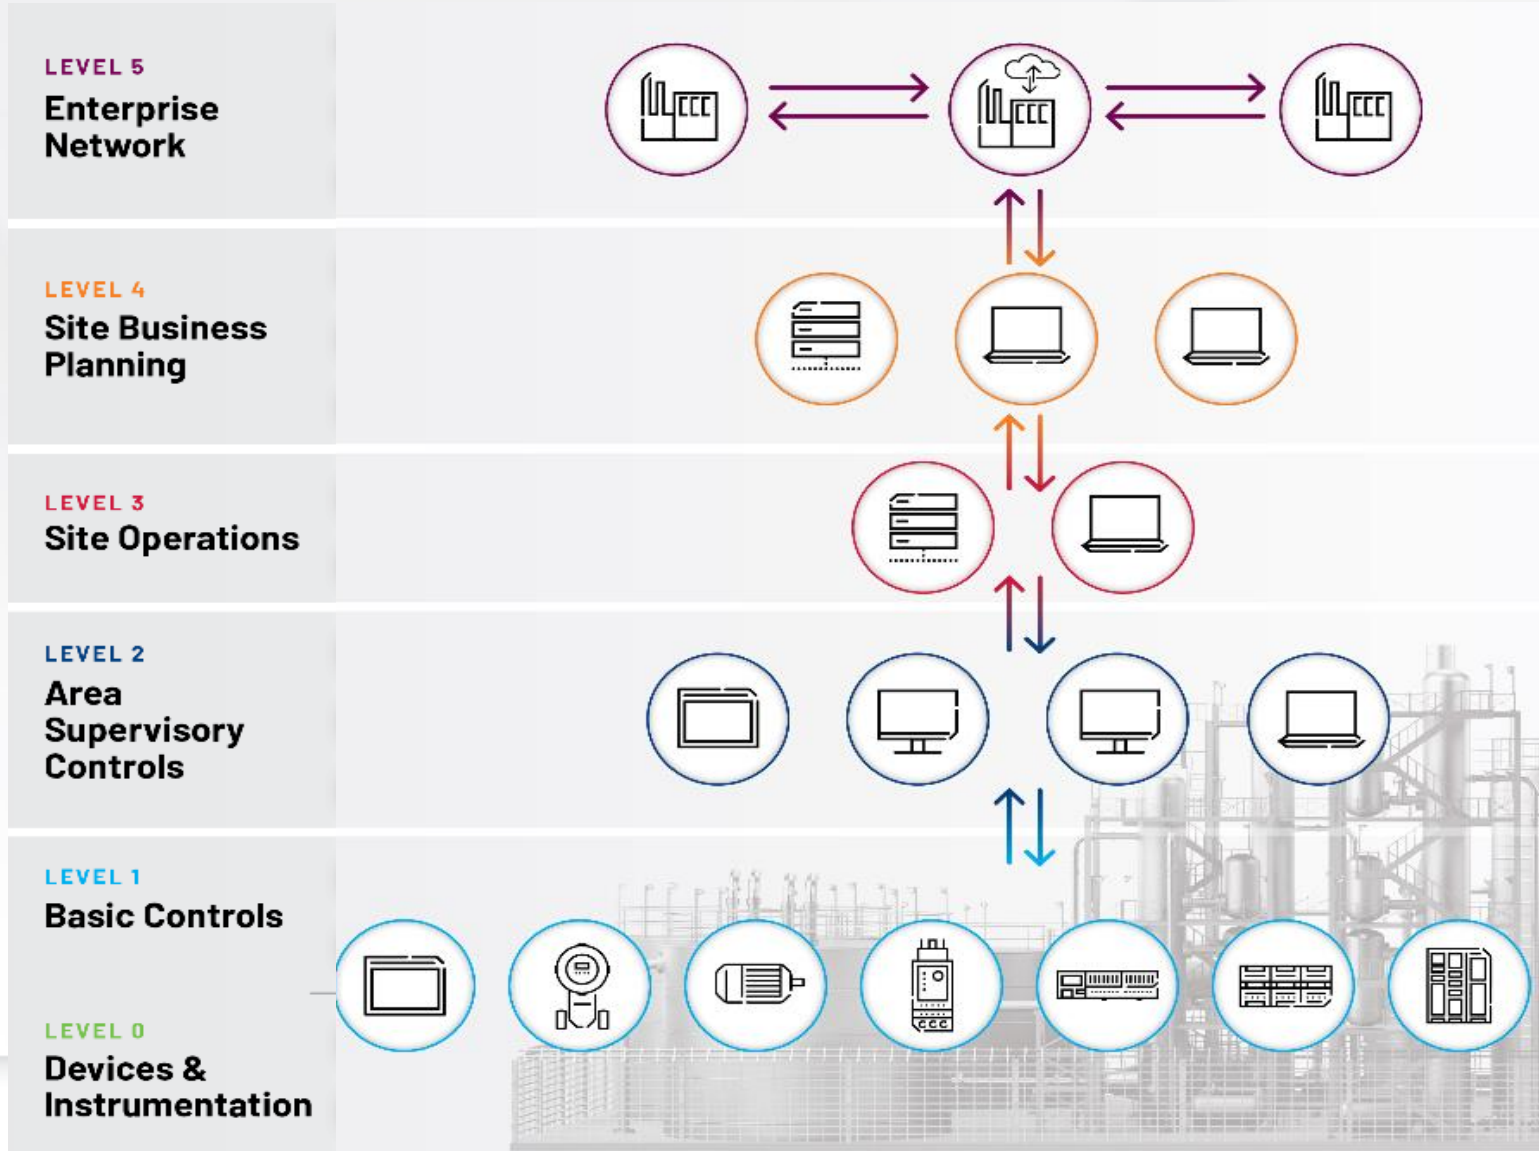 LEVEL 5
Enterprise
Network
LEVEL 4
Site Business
Planning
LEVEL 3
Site Operations
LEVEL 2
Area
Supervisory
Controls
LEVEL 1
Basic Controls
LEVEL 0
Devices &
Instrumentation